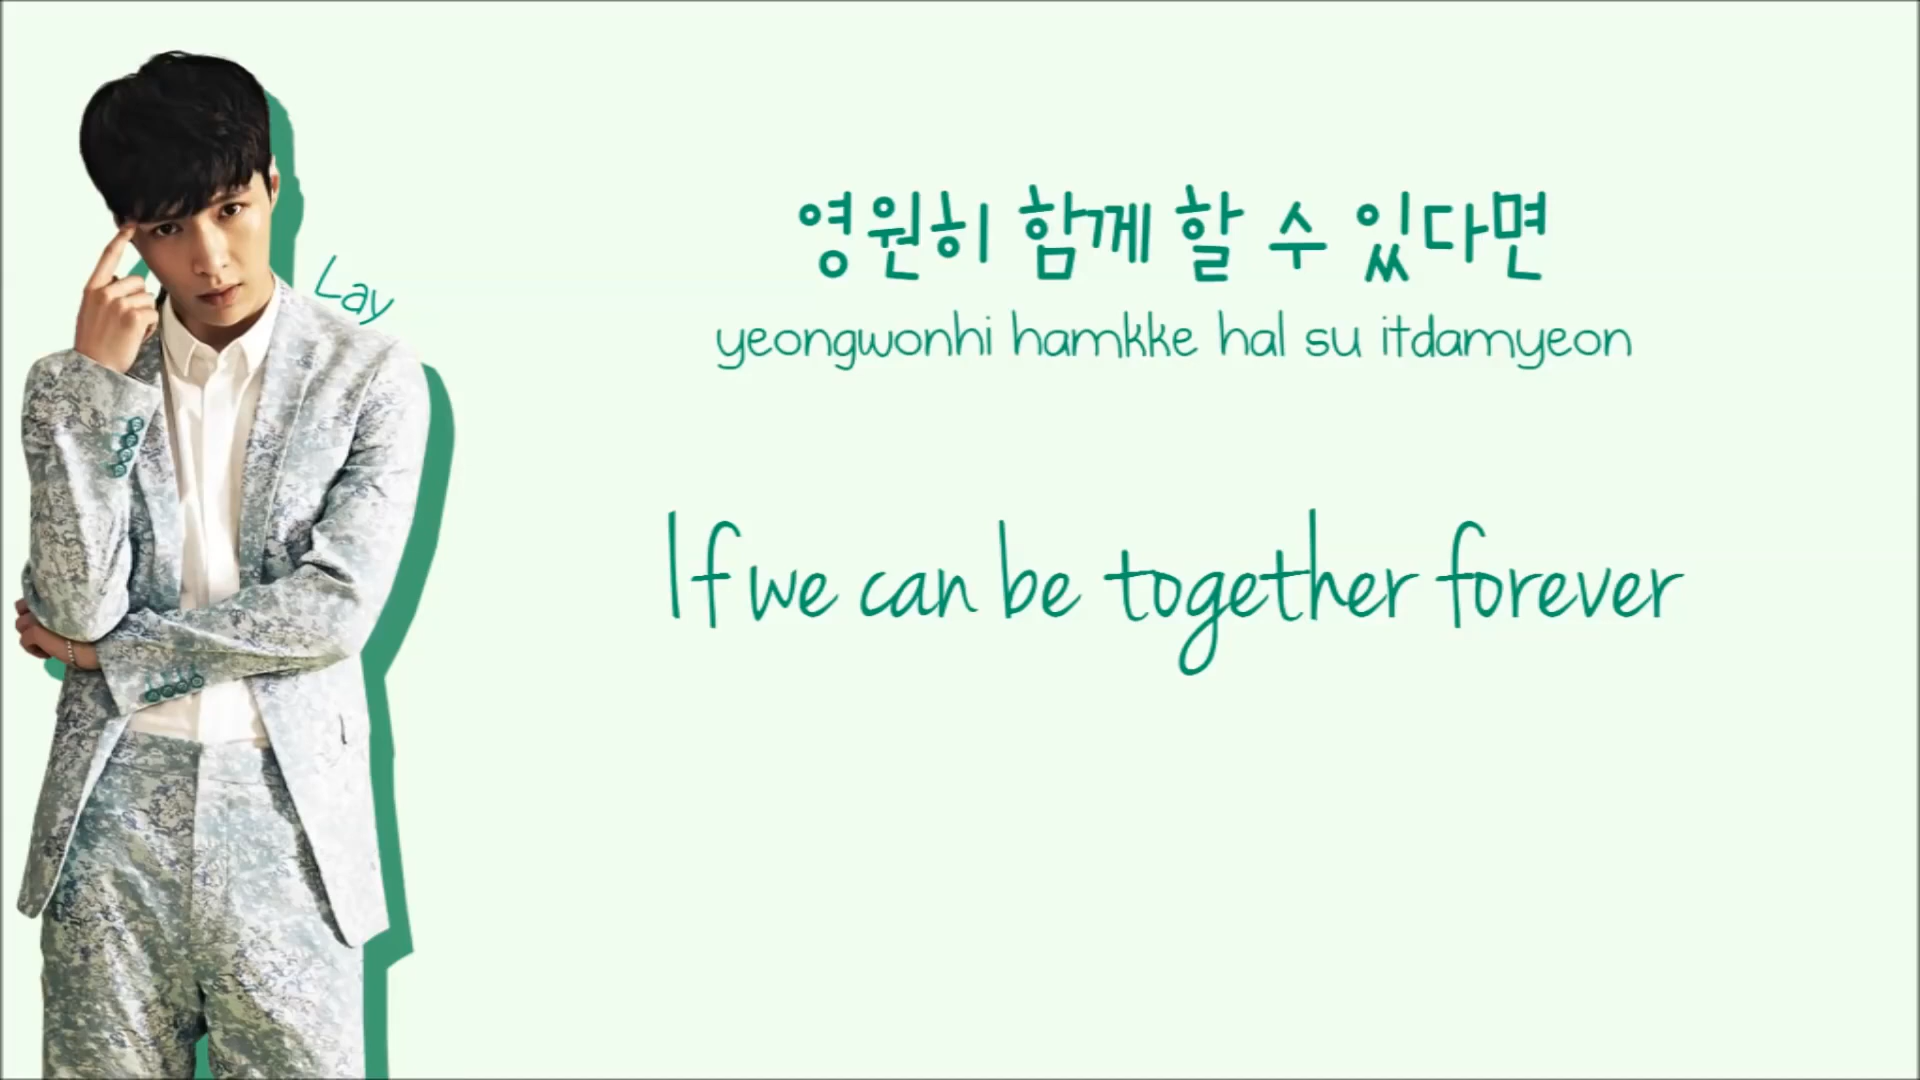 Lay
영원히 함께 할 수 있다면
yeongwonhi hamkke hal su itdamyeon
If we can be together forever